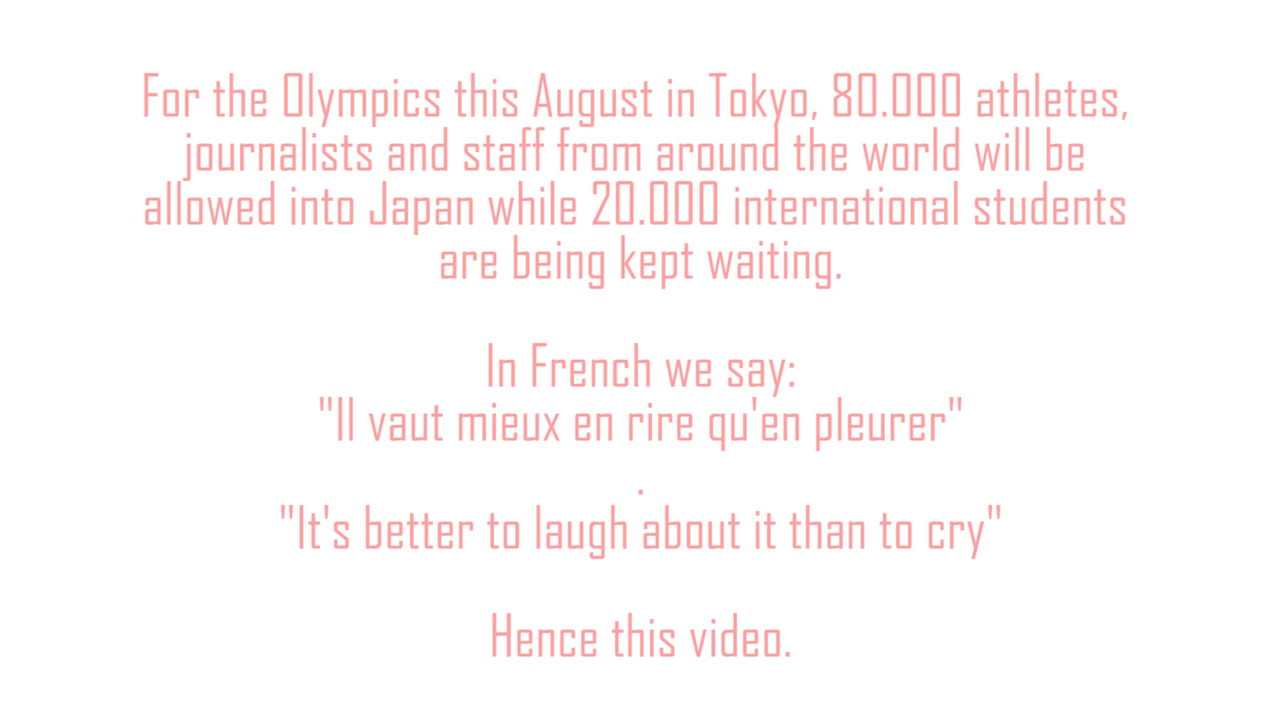 For the Olympics this August in Tokyo, 80.000 athletes,
journalists and staff from around the world will be
allowed into Japan while 20.000 international students
are being kept waiting.
In French we say:
"Il vaut mieux en rire qu'en pleurer"
.
"It's better to laugh about it than to cry"
Hence this video.